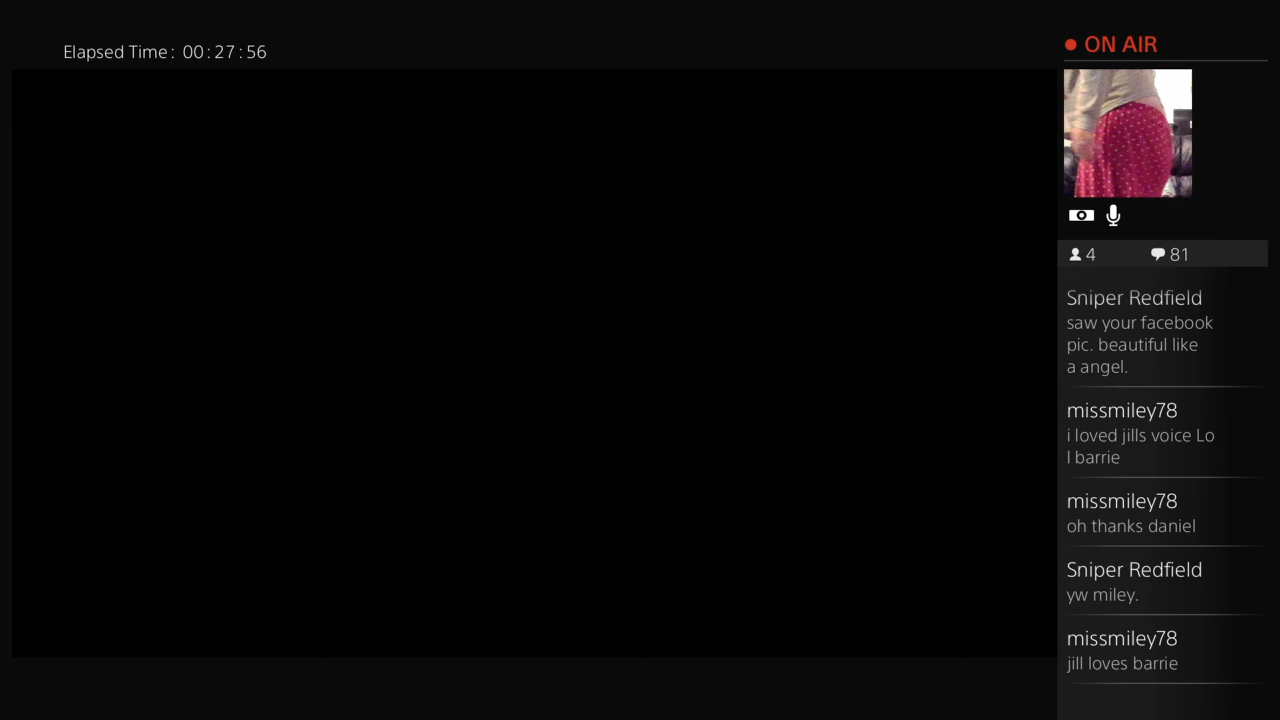 Elapsed Time: 00:27:56
ON AIR
4 81
Sniper Redfield
saw your facebook
pic. beautiful like
a angel.
missmiley78
i loved jills voice Lo
l barrie
missmiley78
oh thanks daniel
Sniper Redfield
yw miley.
missmiley78
jill loves barrie